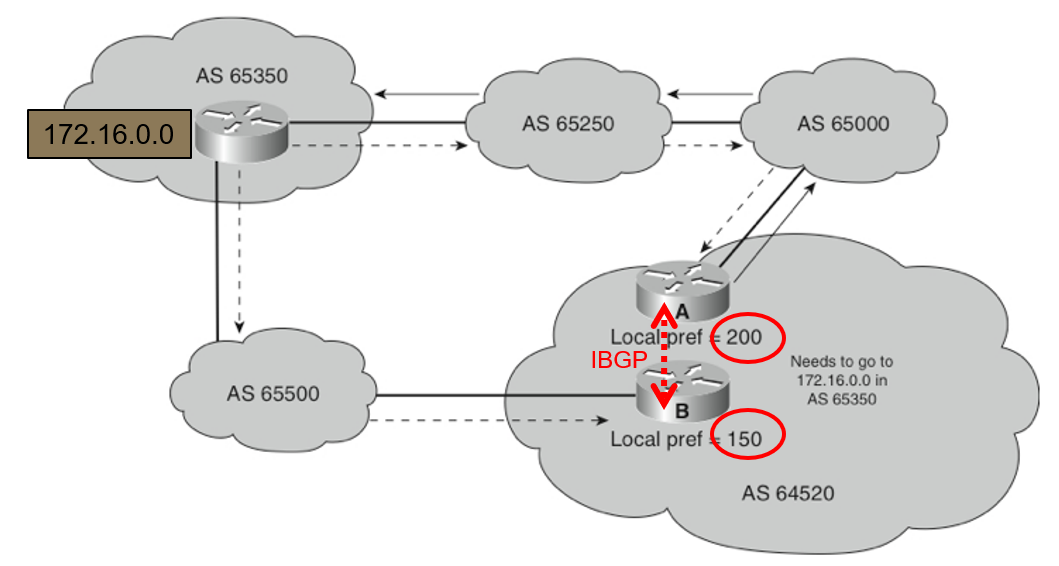 AS 65350
172.16.0.0
AS 65250
AS 65000
A
Local pref = 200
IBGP
B
Local pref = 150
Needs to go to
172.16.0.0 in
AS 65350
AS 65500
AS 64520